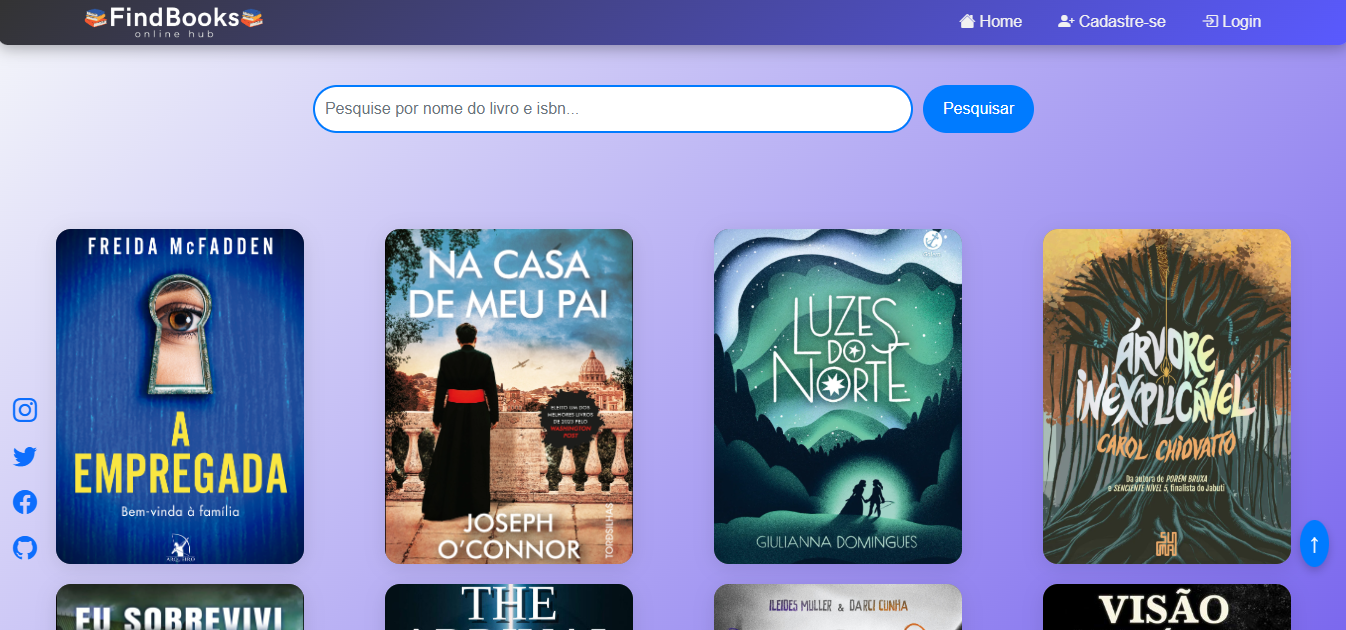 FindBooks
online hub
Home
Cadastre-se
Login
Pesquise por nome do livro e isbn...
Pesquisar
FREIDA McFADDEN
A
EMPREGADA
Bem-vinda à família
ARQUEIRO
NA CASA
DE MEU PAI
ELEITO UM DOS
MELHORES LIVROS
DE 2023 PELO
WASHINGTON
POST
JOSEPH
O'CONNOR
TORDSILHAS
LUZES
DO
NORTE
GIULIANNA DOMINGUES
ÁRVORE
INEXPLICÁVEL
CAROL CHIOVATTO
Da autora de PORÉM BRUXA
e SENCIENTE NÍVEL 5, finalista do Jabuti
SUMA
↑
EU SOBREVIVI
THE
ILEIDES MULLER & DARCI CUNHA
VISÃO